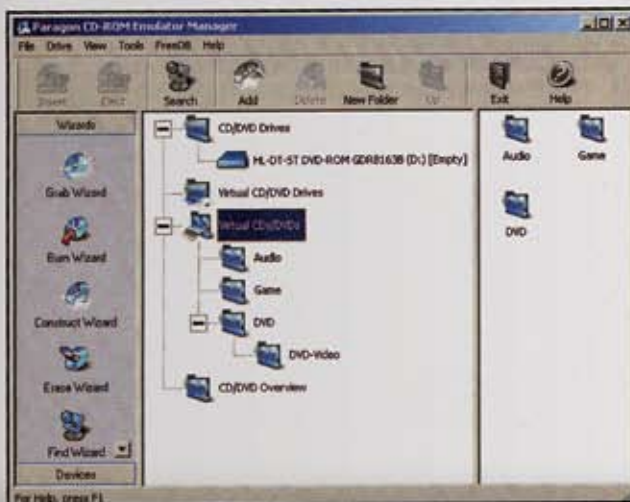 Paragon CD-ROM Emulator Manager
File Drive View Tools FreeDB Help
Insert Eject Search Add Delete New Folder Up Exit Help
Wizards
Grab Wizard
Burn Wizard
Construct Wizard
Erase Wizard
Find Wizard
Devices
CD/DVD Drives
HL-DT-ST DVD-ROM GDR8163B (D:) [Empty]
Virtual CD/DVD Drives
Virtual CDs/DVDs
Audio
Game
DVD
DVD-Video
CD/DVD Overview
Audio Game
DVD
For Help, press F1